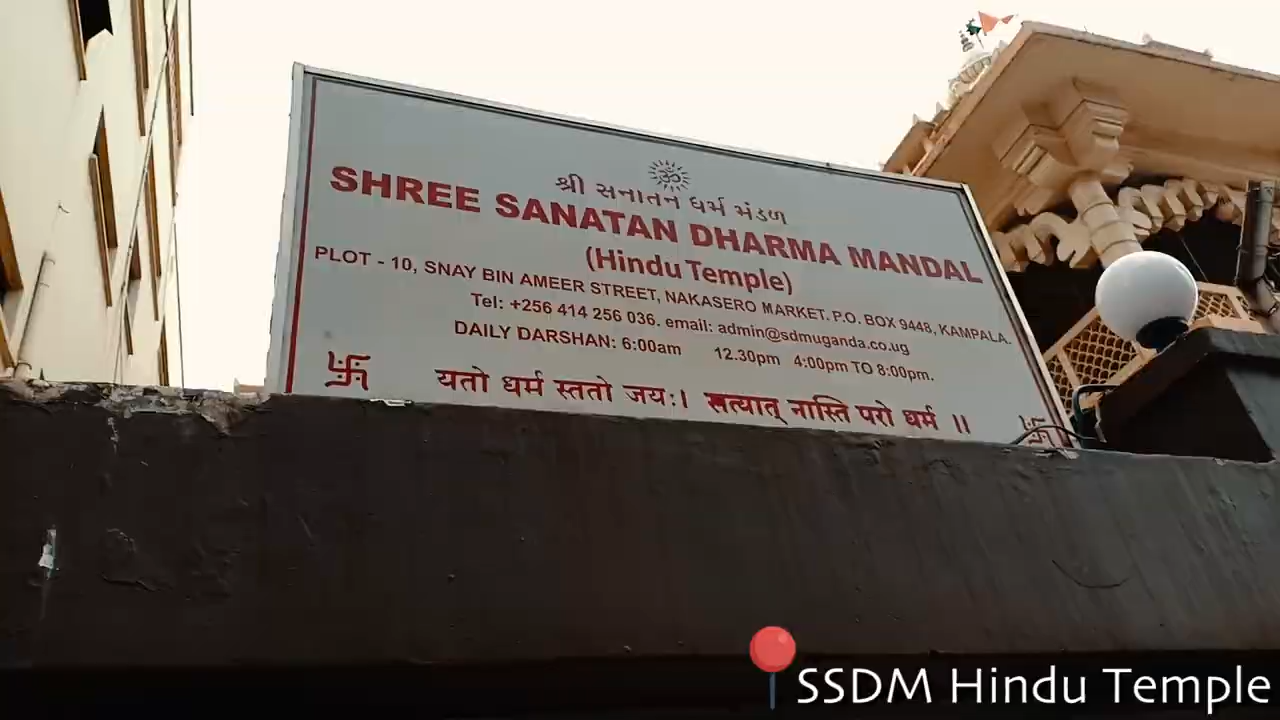 ॐ
શ્રી સનાતન ધર્મ મંડળ
SHREE SANATAN DHARMA MANDAL
(Hindu Temple)
PLOT - 10, SNAY BIN AMEER STREET, NAKASERO MARKET. P.O. BOX 9448, KAMPALA.
Tel: +256 414 256 036. email: admin@sdmuganda.co.ug
DAILY DARSHAN: 6:00am 12.30pm 4:00pm TO 8:00pm.
यतो धर्म स्ततो जयः। सत्यात् नास्ति परो धर्म ॥
SSDM Hindu Temple